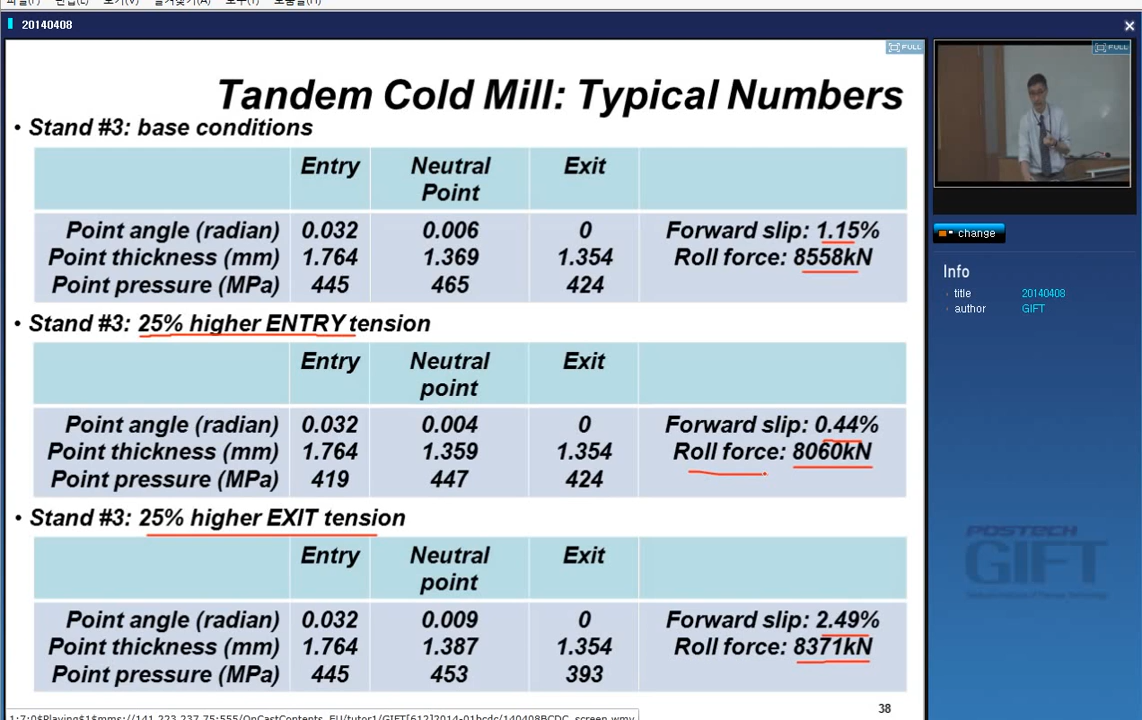 20140408
FULL
FULL
Tandem Cold Mill: Typical Numbers
• Stand #3: base conditions
Entry Neutral Point Exit
Point angle (radian) 0.032 0.006 0 Forward slip: 1.15%
Point thickness (mm) 1.764 1.369 1.354 Roll force: 8558kN
Point pressure (MPa) 445 465 424
• Stand #3: 25% higher ENTRY tension
Entry Neutral point Exit
Point angle (radian) 0.032 0.004 0 Forward slip: 0.44%
Point thickness (mm) 1.764 1.359 1.354 Roll force: 8060kN
Point pressure (MPa) 419 447 424
• Stand #3: 25% higher EXIT tension
Entry Neutral point Exit
Point angle (radian) 0.032 0.009 0 Forward slip: 2.49%
Point thickness (mm) 1.764 1.387 1.354 Roll force: 8371kN
Point pressure (MPa) 445 453 393
38
change
Info
title 20140408
author GIFT
POSTECH
GIFT